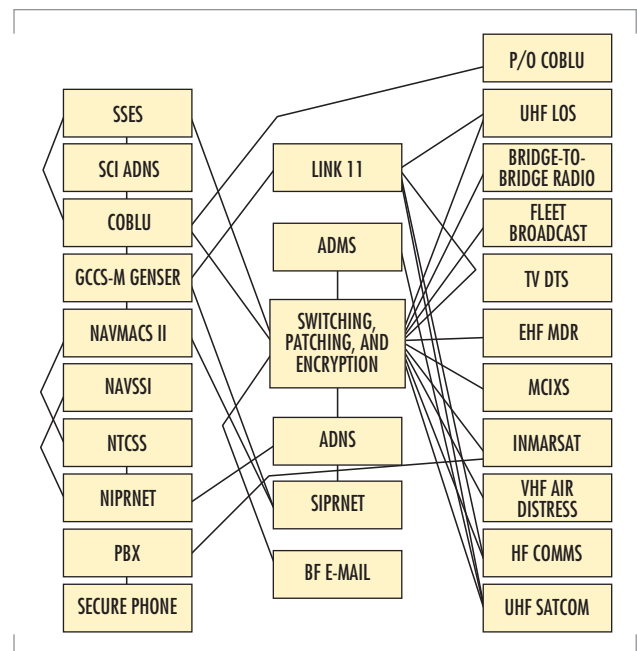 SSES
SCI ADNS
COBLU
GCCS-M GENSER
NAVMACS II
NAVSSI
NTCSS
NIPRNET
PBX
SECURE PHONE
LINK 11
ADMS
SWITCHING,
PATCHING, AND
ENCRYPTION
ADNS
SIPRNET
BF E-MAIL
P/O COBLU
UHF LOS
BRIDGE-TO-
BRIDGE RADIO
FLEET
BROADCAST
TV DTS
EHF MDR
MCIXS
INMARSAT
VHF AIR
DISTRESS
HF COMMS
UHF SATCOM